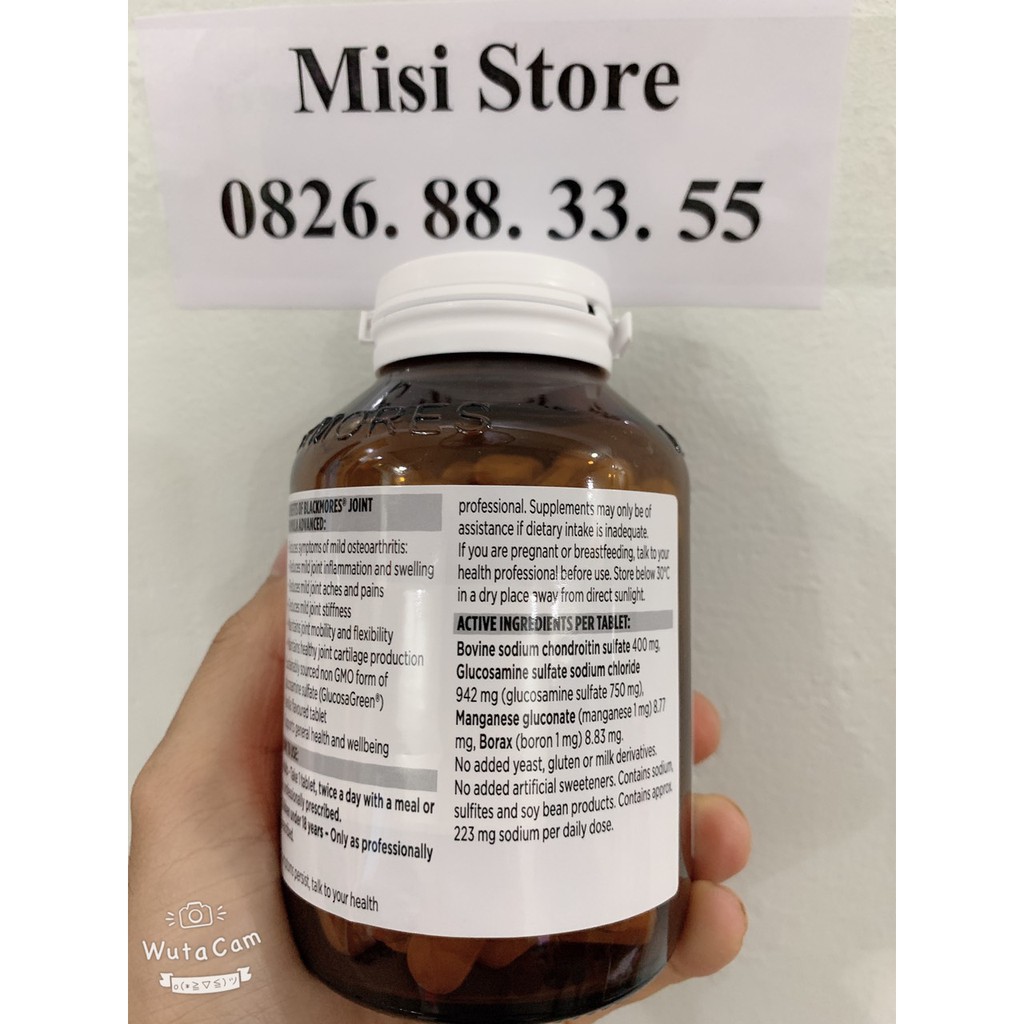 Misi Store
0826. 88. 33. 55
MORES
OF BLACKMORES® JOINT
ADVANCED:
symptoms of mild osteoarthritis:
mild joint inflammation and swelling
mild joint aches and pains
mild joint stiffness
joint mobility and flexibility
healthy joint cartilage production
sourced non GMO form of
sulfate (GlucosaGreen®)
flavoured tablet
general health and wellbeing
USE:
Take 1 tablet, twice a day with a meal or
professionally prescribed.
under 18 years - Only as professionally
persist, talk to your health
professional. Supplements may only be of
assistance if dietary intake is inadequate.
If you are pregnant or breastfeeding, talk to your
health professional before use. Store below 30°C
in a dry place away from direct sunlight.
ACTIVE INGREDIENTS PER TABLET:
Bovine sodium chondroitin sulfate 400 mg,
Glucosamine sulfate sodium chloride
942 mg (glucosamine sulfate 750 mg),
Manganese gluconate (manganese 1 mg) 8.77
mg, Borax (boron 1 mg) 8.83 mg.
No added yeast, gluten or milk derivatives.
No added artificial sweeteners. Contains sodium,
sulfites and soy bean products. Contains approx.
223 mg sodium per daily dose.
WutaCam